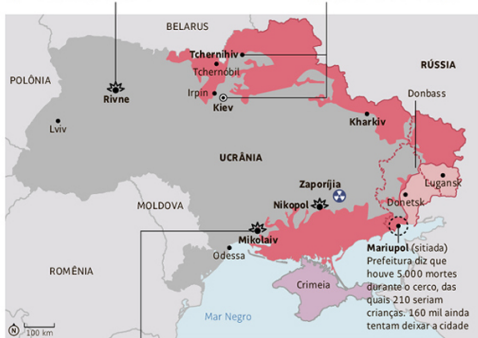 BELARUS
Tcherníhiv
Tchernóbil
RÚSSIA
POLÔNIA
Irpin
Rivne
Kiev
Donbass
Lviv
Kharkiv
UCRÂNIA
Zaporíjia
Lugansk
Nikopol
Donetsk
MOLDOVA
Mikolaiv
Odessa
Mariupol (sitiada)
Prefeitura diz que
houve 5.000 mortes
durante o cerco, das
quais 210 seriam
crianças. 160 mil ainda
tentam deixar a cidade
ROMÊNIA
Crimeia
Mar Negro
N
100 km